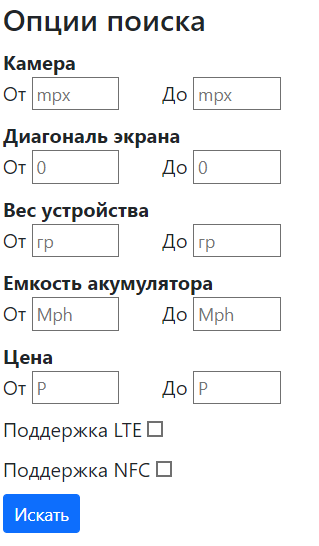 Опции поиска
Камера
От mpx До mpx
Диагональ экрана
От 0 До 0
Вес устройства
От гр До гр
Емкость акумулятора
От Mph До Mph
Цена
От Р До Р
Поддержка LTE
Поддержка NFC
Искать